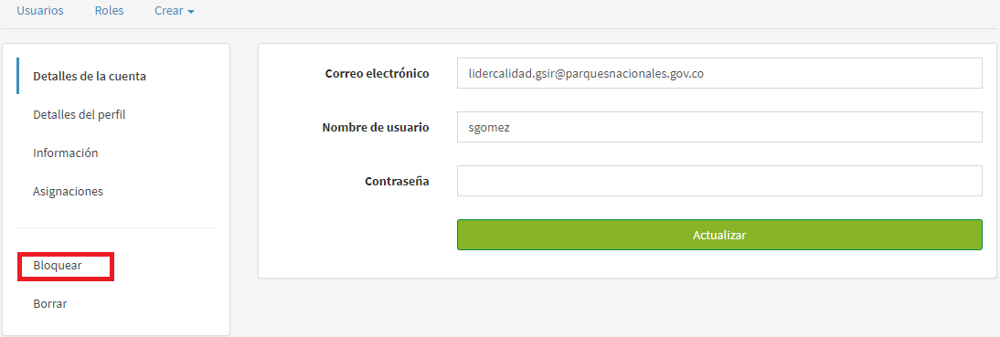 Usuarios Roles Crear
Detalles de la cuenta
Detalles del perfil
Información
Asignaciones
Bloquear
Borrar
Correo electrónico lidercalidad.gsir@parquesnacionales.gov.co
Nombre de usuario sgomez
Contraseña
Actualizar